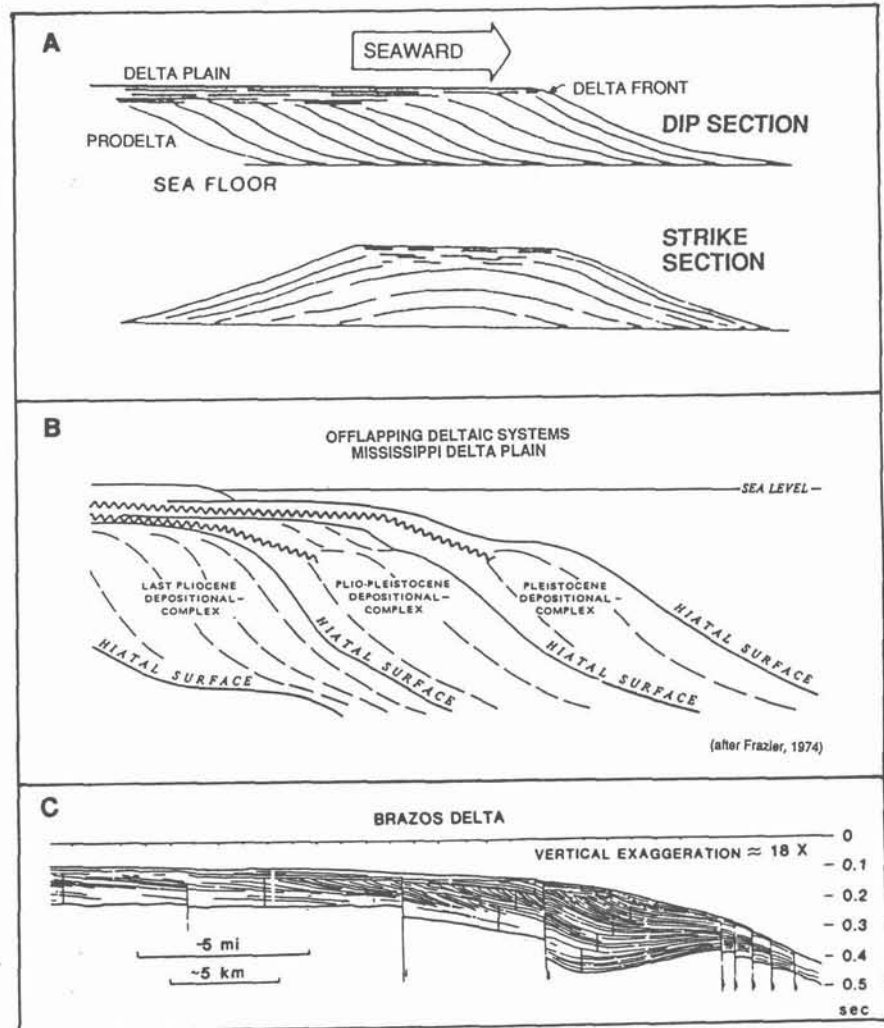 A
SEAWARD
DELTA PLAIN
DELTA FRONT
DIP SECTION
PRODELTA
SEA FLOOR
STRIKE
SECTION
B
OFFLAPPING DELTAIC SYSTEMS
MISSISSIPPI DELTA PLAIN
SEA LEVEL
LAST PLIOCENE
DEPOSITIONAL—
COMPLEX
PLIO-PLEISTOCENE
DEPOSITIONAL—
COMPLEX
PLEISTOCENE
DEPOSITIONAL—
COMPLEX
HIATAL SURFACE
HIATAL SURFACE
HIATAL SURFACE
HIATAL SURFACE
(after Frazier, 1974)
C
BRAZOS DELTA
VERTICAL EXAGGERATION ≈ 18 X
0
0.1
0.2
0.3
0.4
0.5
sec
~5 mi
~5 km